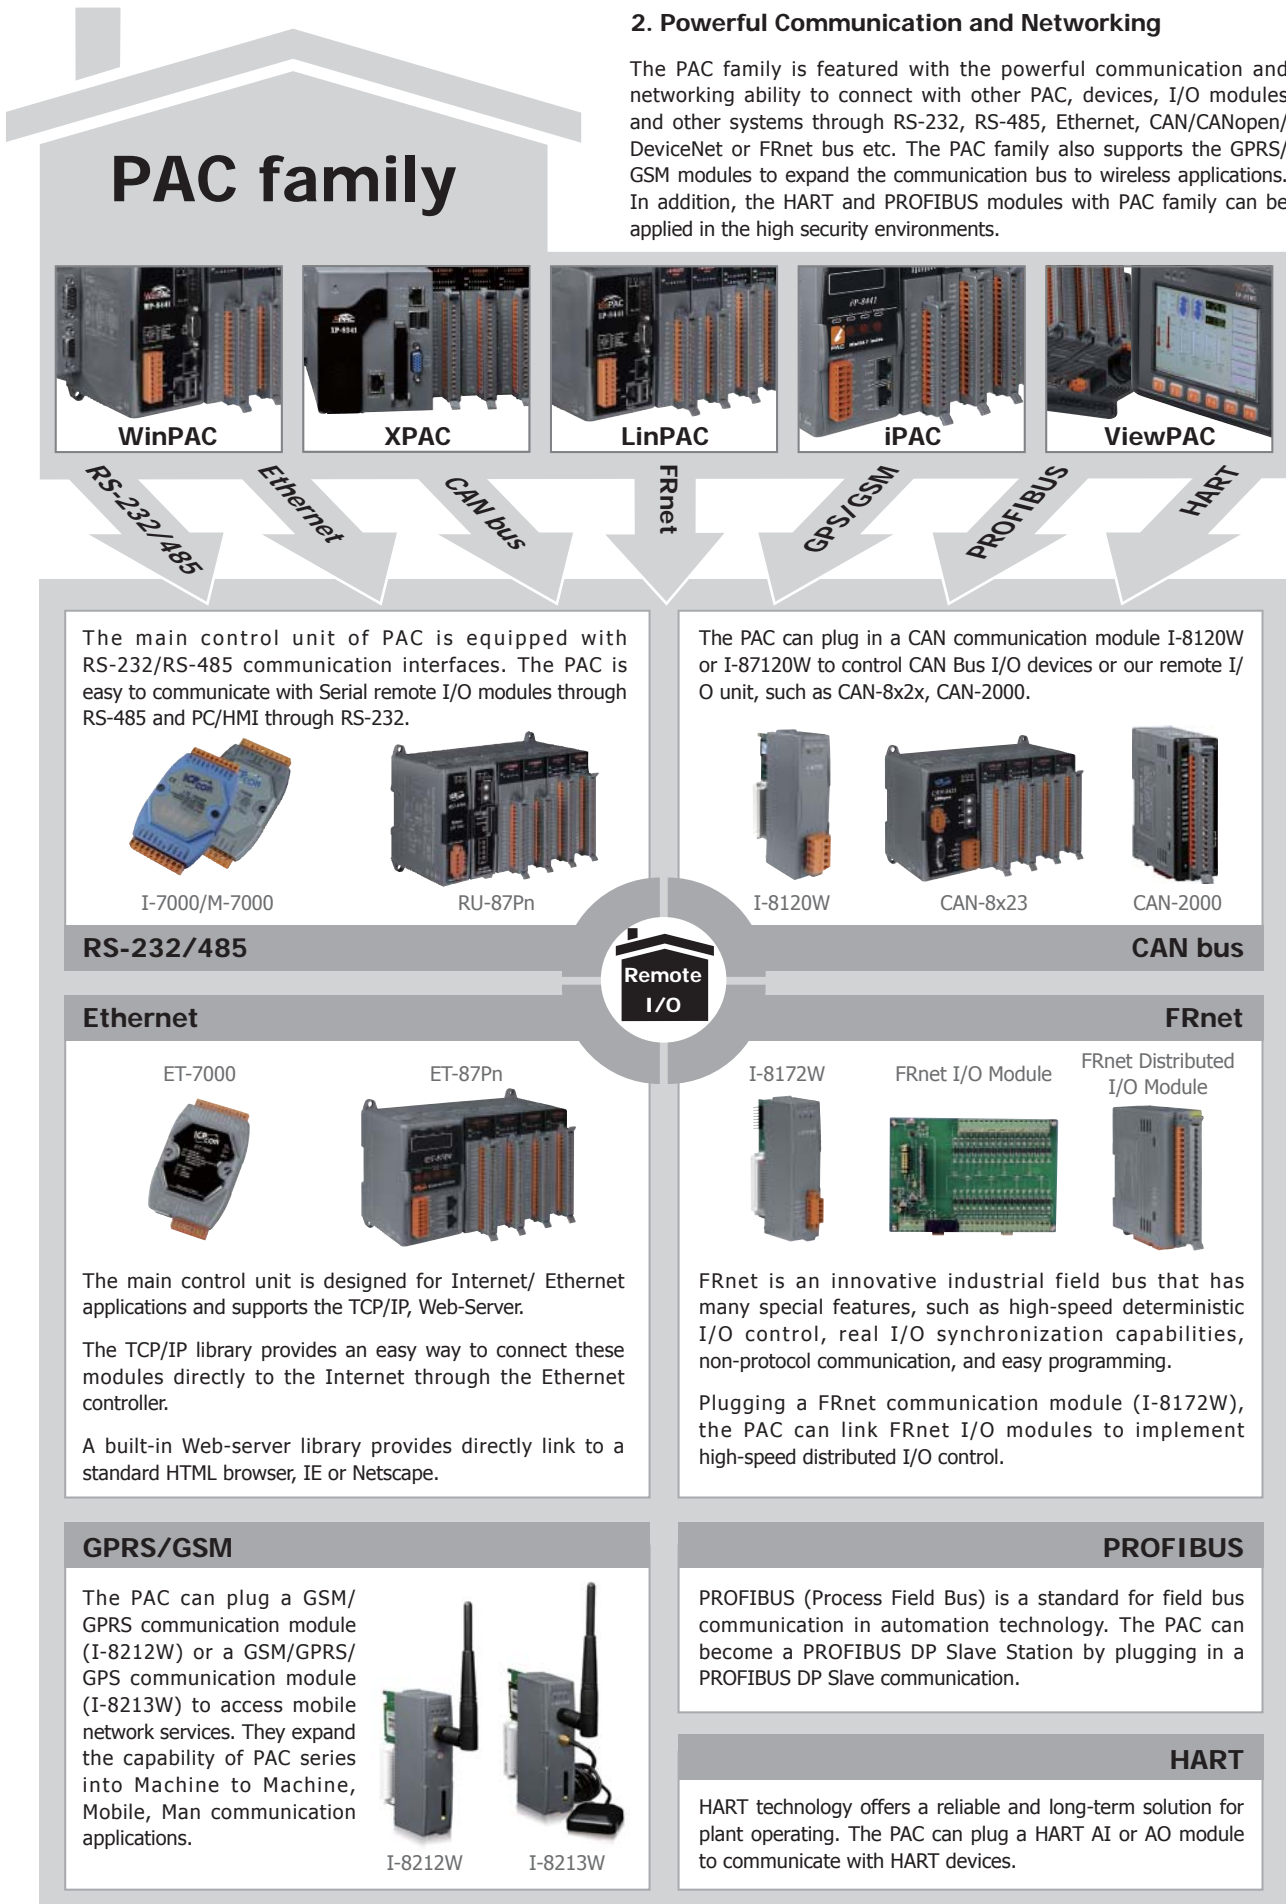 2. Powerful Communication and Networking
The PAC family is featured with the powerful communication and
networking ability to connect with other PAC, devices, I/O modules
and other systems through RS-232, RS-485, Ethernet, CAN/CANopen/
DeviceNet or FRnet bus etc. The PAC family also supports the GPRS/
GSM modules to expand the communication bus to wireless applications.
In addition, the HART and PROFIBUS modules with PAC family can be
applied in the high security environments.
PAC family
WinPAC
XPAC
LinPAC
iPAC
ViewPAC
RS-232/485
Ethernet
CAN bus
FRnet
GPS/GSM
PROFIBUS
HART
The main control unit of PAC is equipped with
RS-232/RS-485 communication interfaces. The PAC is
easy to communicate with Serial remote I/O modules through
RS-485 and PC/HMI through RS-232.
I-7000/M-7000
RU-87Pn
RS-232/485
The PAC can plug in a CAN communication module I-8120W
or I-87120W to control CAN Bus I/O devices or our remote I/
O unit, such as CAN-8x2x, CAN-2000.
I-8120W
CAN-8x23
CAN-2000
CAN bus
Remote
I/O
Ethernet
ET-7000
ET-87Pn
The main control unit is designed for Internet/ Ethernet
applications and supports the TCP/IP, Web-Server.
The TCP/IP library provides an easy way to connect these
modules directly to the Internet through the Ethernet
controller.
A built-in Web-server library provides directly link to a
standard HTML browser, IE or Netscape.
FRnet
I-8172W
FRnet I/O Module
FRnet Distributed
I/O Module
FRnet is an innovative industrial field bus that has
many special features, such as high-speed deterministic
I/O control, real I/O synchronization capabilities,
non-protocol communication, and easy programming.
Plugging a FRnet communication module (I-8172W),
the PAC can link FRnet I/O modules to implement
high-speed distributed I/O control.
GPRS/GSM
The PAC can plug a GSM/
GPRS communication module
(I-8212W) or a GSM/GPRS/
GPS communication module
(I-8213W) to access mobile
network services. They expand
the capability of PAC series
into Machine to Machine,
Mobile, Man communication
applications.
I-8212W
I-8213W
PROFIBUS
PROFIBUS (Process Field Bus) is a standard for field bus
communication in automation technology. The PAC can
become a PROFIBUS DP Slave Station by plugging in a
PROFIBUS DP Slave communication.
HART
HART technology offers a reliable and long-term solution for
plant operating. The PAC can plug a HART AI or AO module
to communicate with HART devices.